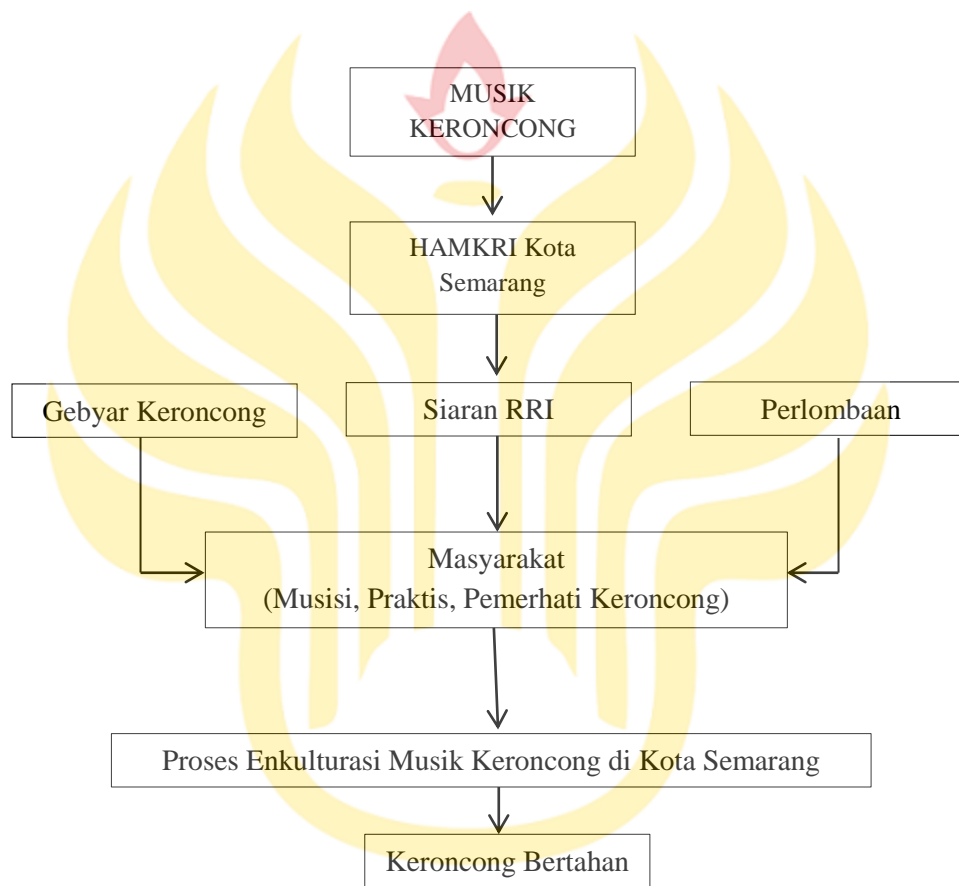 MUSIK
KERONCONG
HAMKRI Kota
Semarang
Gebyar Keroncong
Siaran RRI
Perlombaan
Masyarakat
(Musisi, Praktis, Pemerhati Keroncong)
Proses Enkulturasi Musik Keroncong di Kota Semarang
Keroncong Bertahan